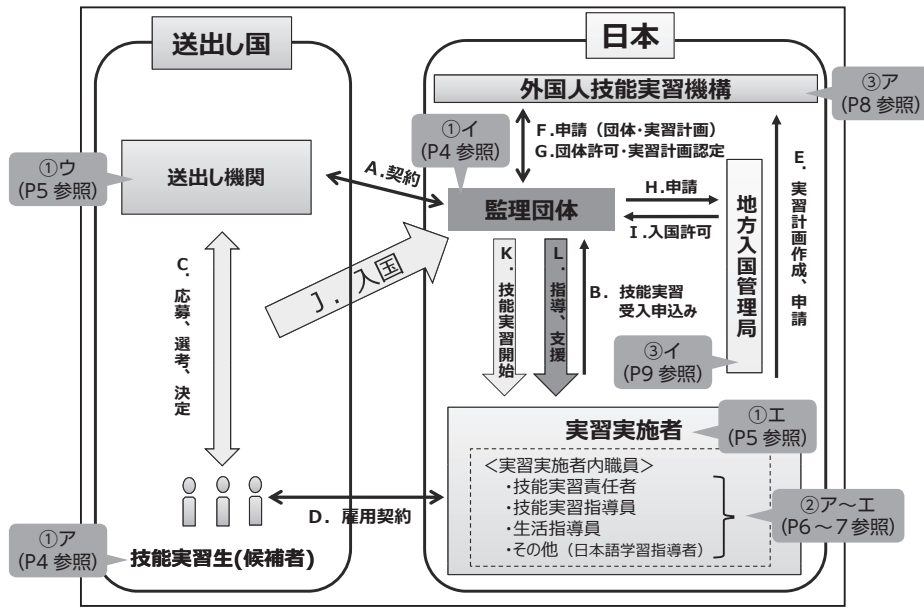 送出し国
日本
外国人技能実習機構
③ア
(P8 参照)
①イ
(P4 参照)
F.申請（団体・実習計画）
G.団体許可・実習計画認定
①ウ
(P5 参照)
送出し機関
A.契約
監理団体
H.申請
I.入国許可
地方入国管理局
E. 実習計画作成、申請
C. 応募、選考、決定
J. 入国
K. 技能実習開始
L. 指導、支援
B. 技能実習
受入申込み
③イ
(P9 参照)
①エ
(P5 参照)
実習実施者
＜実習実施者内職員＞
・技能実習責任者
・技能実習指導員
・生活指導員
・その他（日本語学習指導者）
②ア～エ
(P6～7 参照)
D. 雇用契約
①ア
(P4 参照)
技能実習生(候補者)